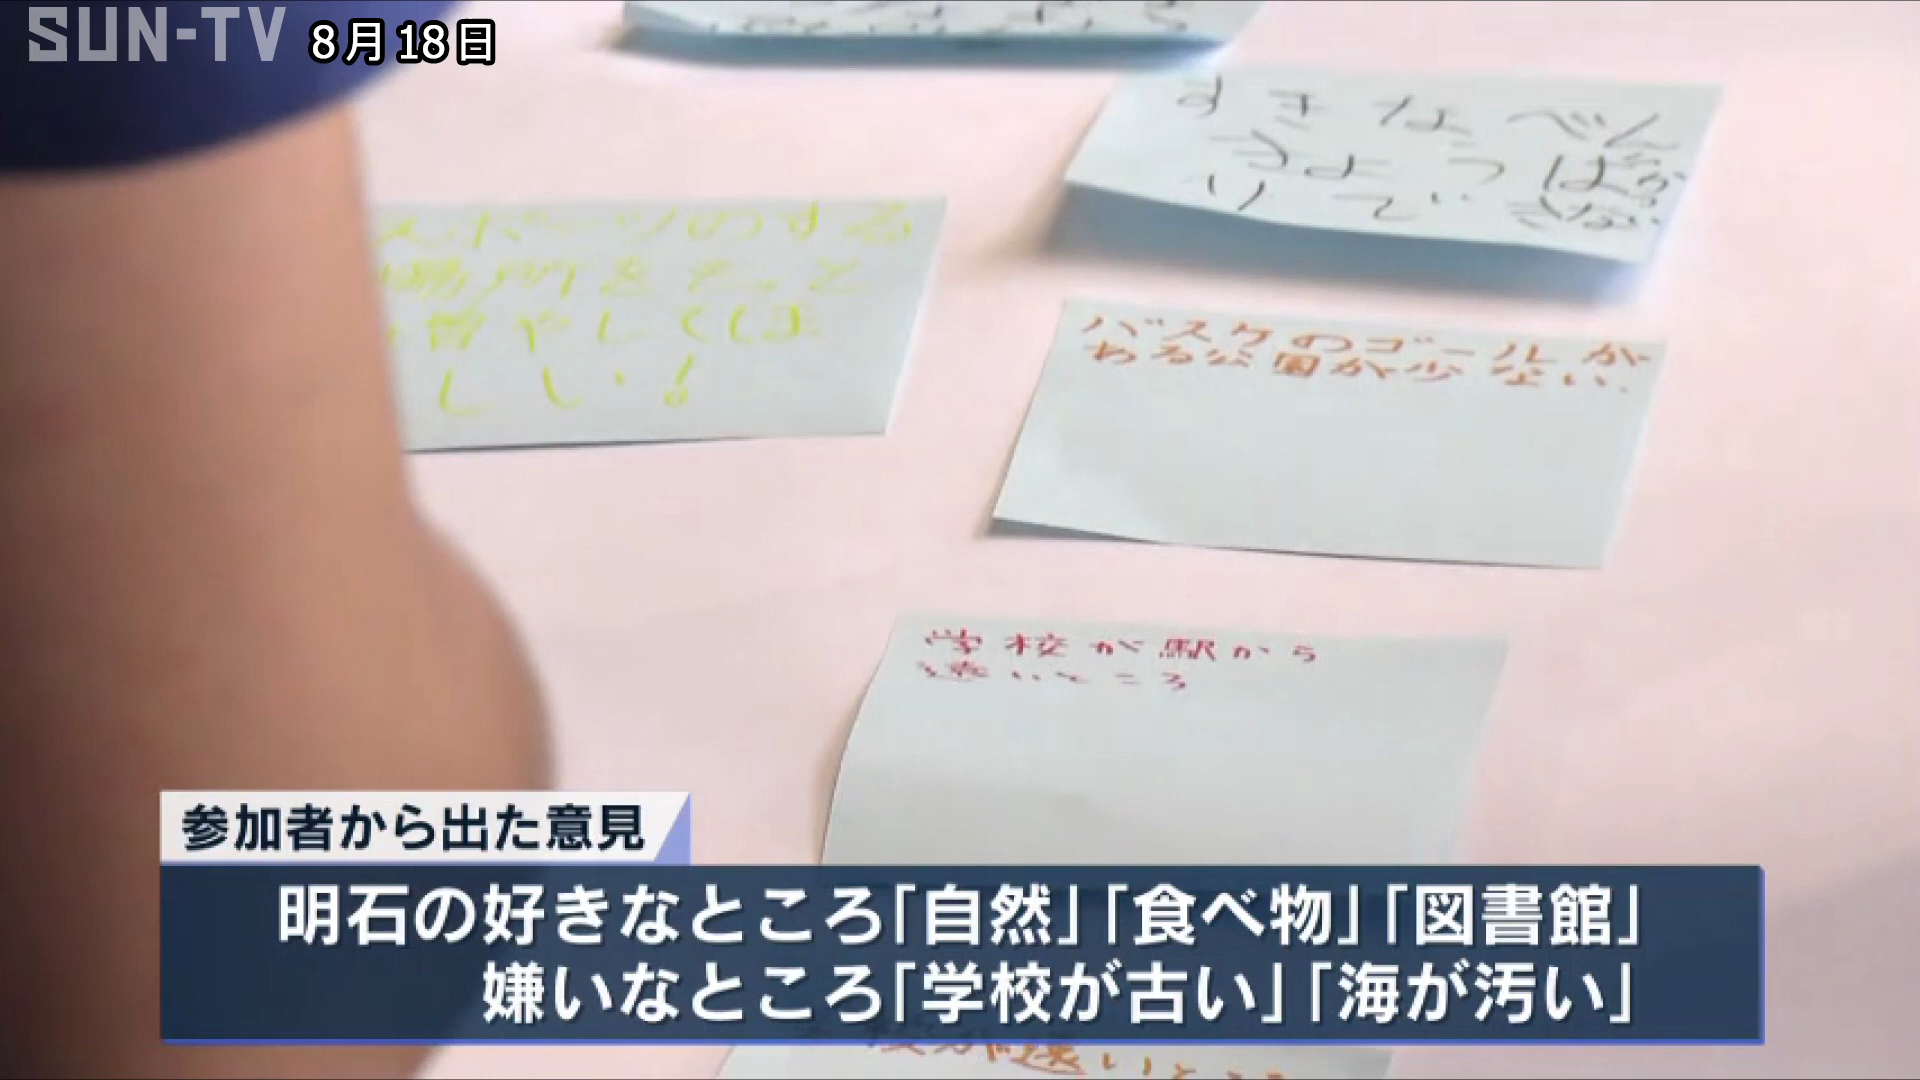 SUN-TV 8月18日
すきなべん
きょうっぱ
りできない
スポーツのする
場所をもっと
増やしてほ
しい!
バスケのゴールが
ある公園が少ない
学校が駅から
遠いところ
参加者から出た意見
明石の好きなところ「自然」「食べ物」「図書館」
嫌いなところ「学校が古い」「海が汚い」